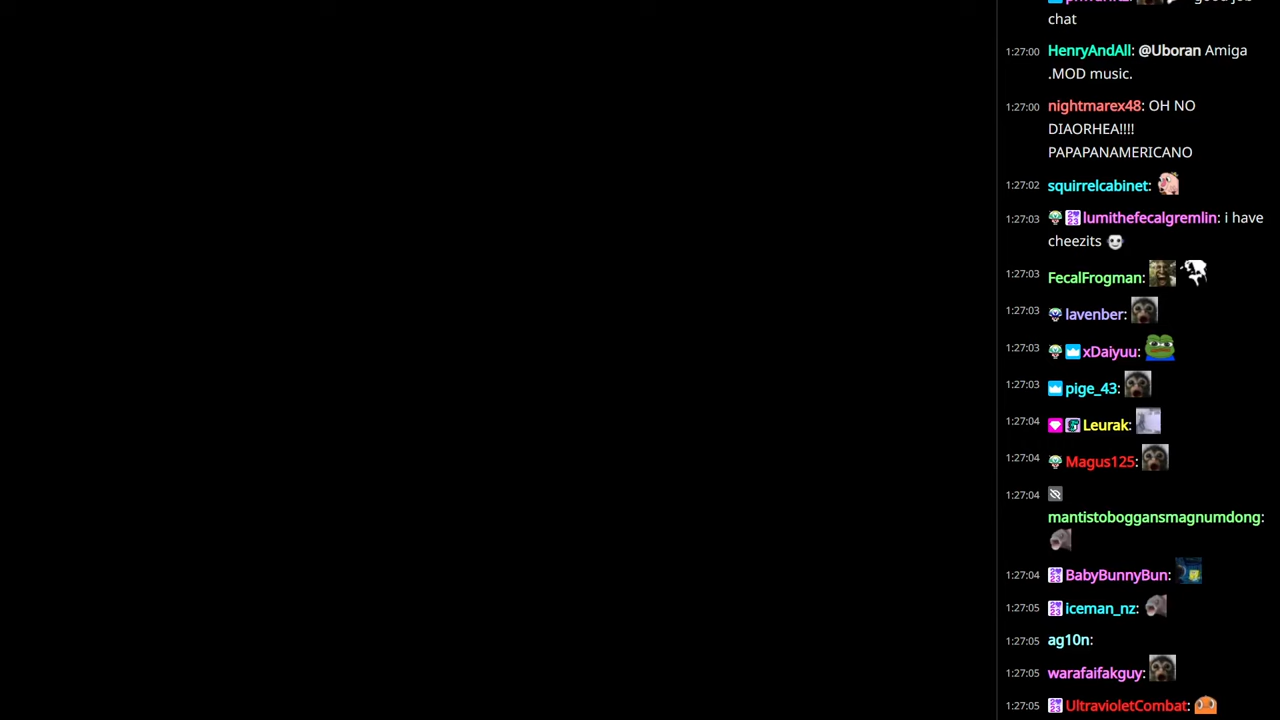 chat
1:27:00 HenryAndAll: @Uboran Amiga
.MOD music.
1:27:00 nightmarex48: OH NO
DIAORHEA!!!!
PAPAPANAMERICANO
1:27:02 squirrelcabinet:
1:27:03 lumithefecalgremlin: i have
cheezits
1:27:03 FecalFrogman:
1:27:03 lavenber:
1:27:03 xDaiyuu:
1:27:03 pige_43:
1:27:04 Leurak:
1:27:04 Magus125:
1:27:04
mantistoboggansmagnumdong:
1:27:04 BabyBunnyBun:
1:27:05 iceman_nz:
1:27:05 ag10n:
1:27:05 warafaifakguy:
1:27:05 UltravioletCombat: